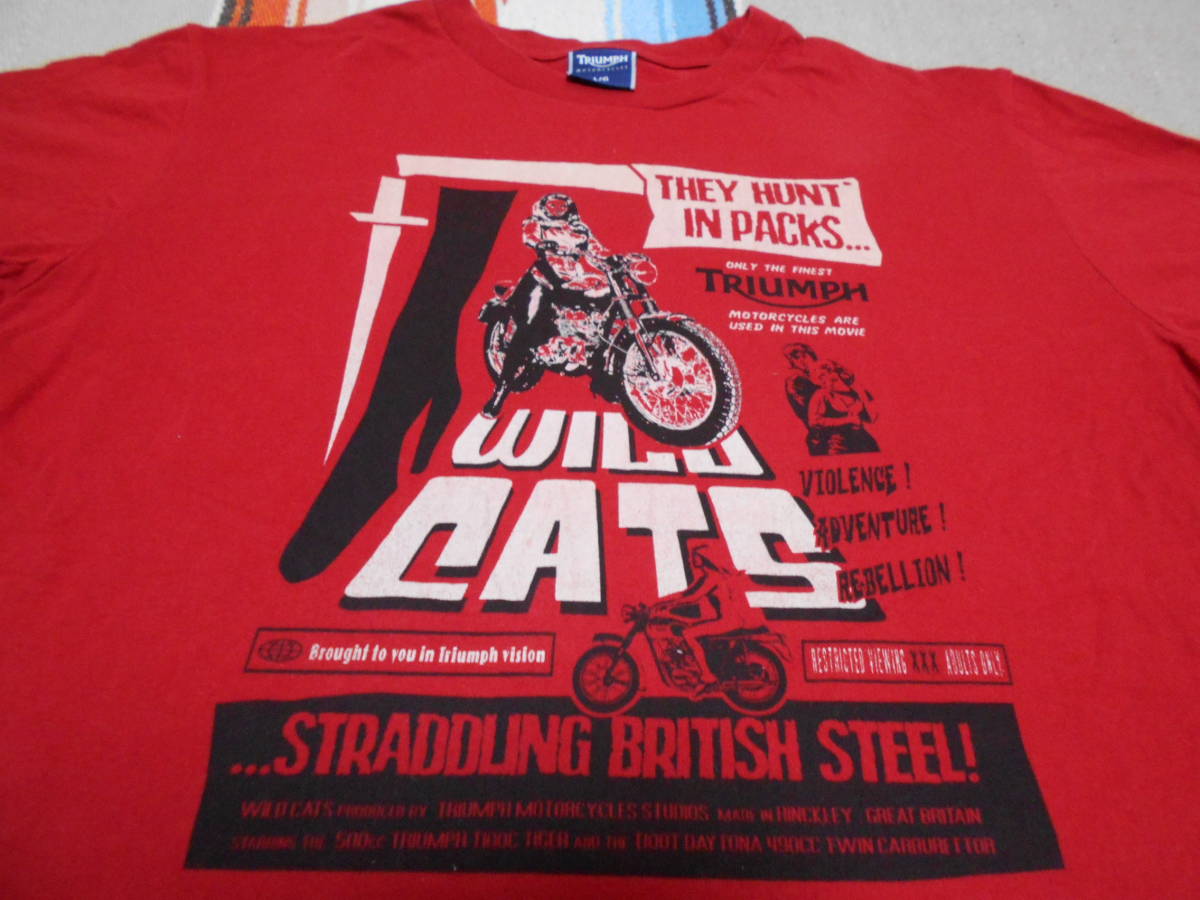 TRIUMPH
MOTORCYCLES
L/G
THEY HUNT
IN PACKS...
ONLY THE FINEST
TRIUMPH
MOTORCYCLES ARE
USED IN THIS MOVIE
WILD
CATS
VIOLENCE!
ADVENTURE!
REBELLION!
Brought to you in Triumph vision
RESTRICTED VIEWING XXX ADULTS ONLY
...STRADDLING BRITISH STEEL!
WILD CATS PRODUCED BY TRIUMPH MOTORCYCLES STUDIOS MADE IN HINCKLEY GREAT BRITAIN
STARRING THE 500cc TRIUMPH T100C TIGER AND THE T100T DAYTONA 490CC TWIN CARBURETTOR